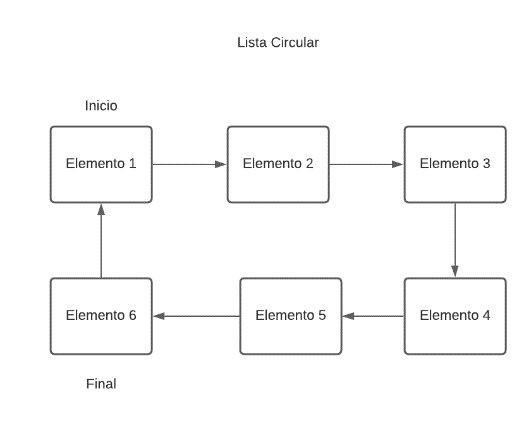 Lista Circular
Inicio
Elemento 1
Elemento 2
Elemento 3
Elemento 6
Elemento 5
Elemento 4
Final